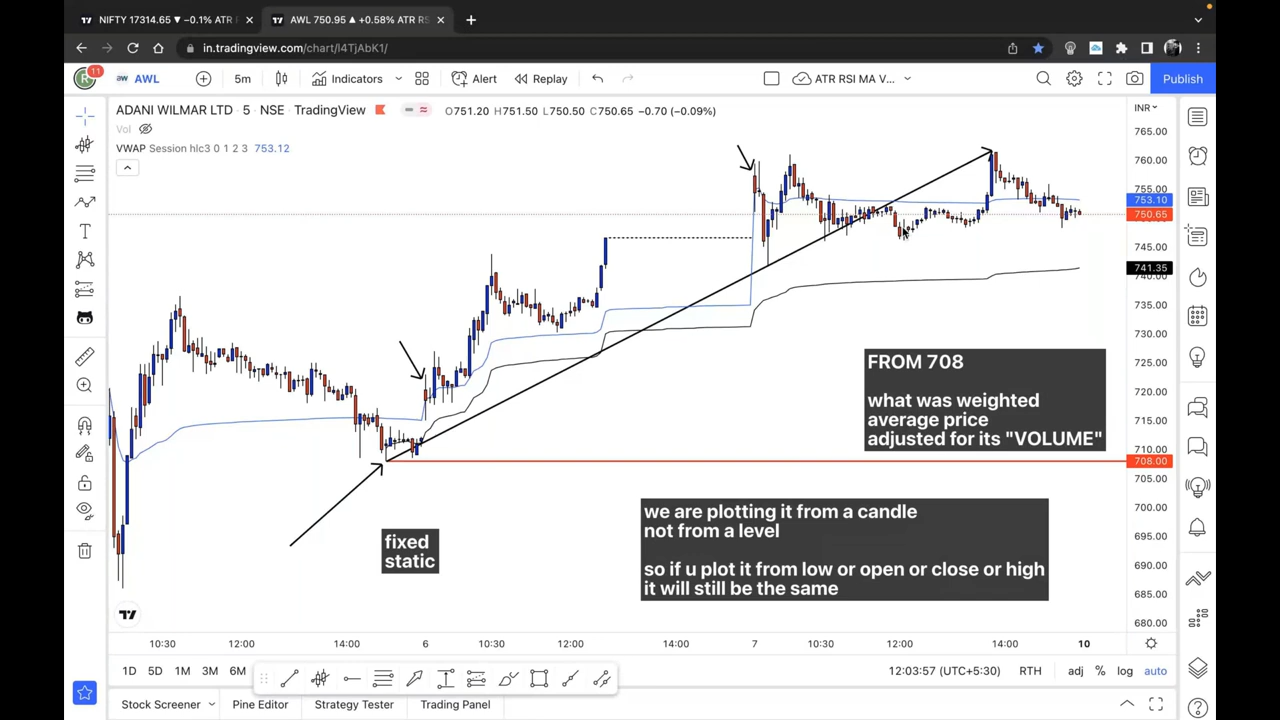 NIFTY 17314.65 ▼ −0.1% ATR R
AWL 750.95 ▲ +0.58% ATR RS
in.tradingview.com/chart/I4TjAbK1/
R 11
AWL
5m
Indicators
Alert
Replay
ATR RSI MA V...
Publish
ADANI WILMAR LTD · 5 · NSE · TradingView
O751.20 H751.50 L750.50 C750.65 −0.70 (−0.09%)
Vol
VWAP Session hlc3 0 1 2 3 753.12
INR
765.00
760.00
755.00
753.10
750.65
745.00
741.35
740.00
735.00
730.00
725.00
720.00
715.00
710.00
708.00
705.00
700.00
695.00
690.00
685.00
680.00
FROM 708
what was weighted
average price
adjusted for its "VOLUME"
we are plotting it from a candle
not from a level
so if u plot it from low or open or close or high
it will still be the same
fixed
static
10:30 12:00 14:00 6 10:30 12:00 14:00 7 10:30 12:00 14:00 10
1D 5D 1M 3M 6M
12:03:57 (UTC+5:30) RTH adj % log auto
Stock Screener Pine Editor Strategy Tester Trading Panel